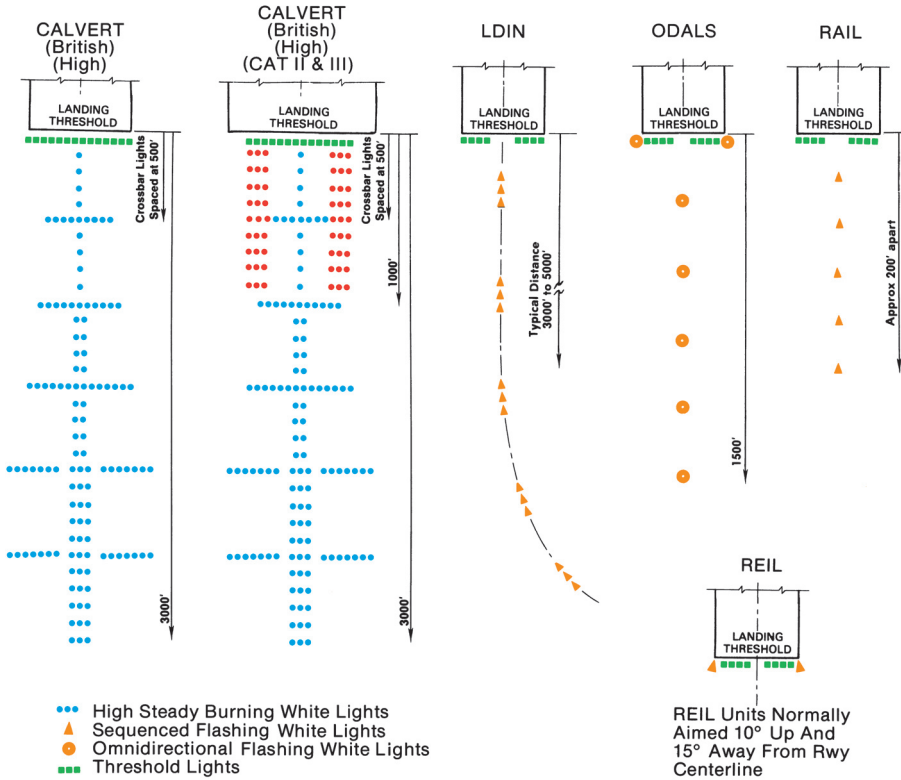 CALVERT
(British)
(High)
LANDING
THRESHOLD
Crossbar Lights
Spaced at 500'
3000'
CALVERT
(British)
(High)
(CAT II & III)
LANDING
THRESHOLD
Crossbar Lights
Spaced at 500'
1000'
3000'
LDIN
LANDING
THRESHOLD
Typical Distance
3000' to 5000'
ODALS
LANDING
THRESHOLD
1500'
RAIL
LANDING
THRESHOLD
Approx 200' apart
REIL
LANDING
THRESHOLD
REIL Units Normally
Aimed 10° Up And
15° Away From Rwy
Centerline
High Steady Burning White Lights
Sequenced Flashing White Lights
Omnidirectional Flashing White Lights
Threshold Lights